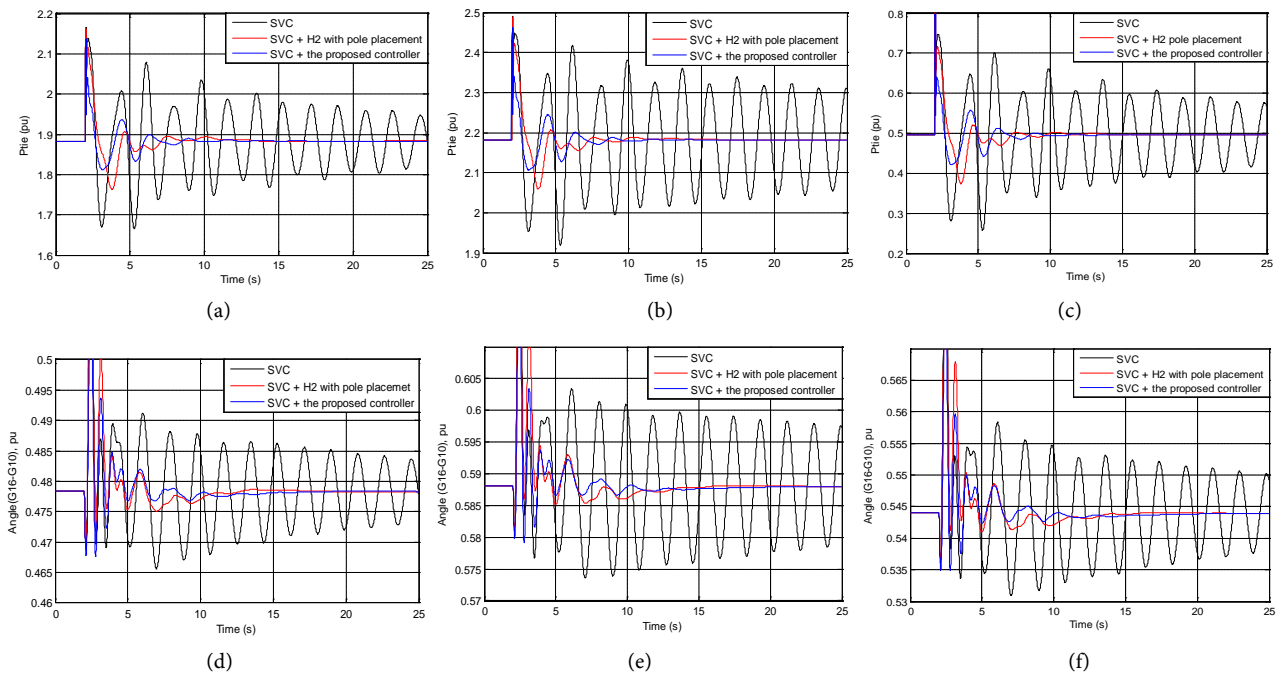 SVC
SVC + H2 with pole placement
SVC + the proposed controller
2.2
2.1
2
1.9
1.8
1.7
1.6
Ptie (pu)
0 5 10 15 20 25
Time (s)
(a)
SVC
SVC + H2 with pole placement
SVC + the proposed controller
2.5
2.4
2.3
2.2
2.1
2
1.9
Ptie (pu)
0 5 10 15 20 25
Time (s)
(b)
SVC
SVC + H2 pole placement
SVC + the proposed controller
0.8
0.7
0.6
0.5
0.4
0.3
0.2
Ptie (pu)
0 5 10 15 20 25
Time (s)
(c)
SVC
SVC + H2 with pole placemet
SVC + the proposed controller
0.5
0.495
0.49
0.485
0.48
0.475
0.47
0.465
0.46
Angle(G16-G10), pu
0 5 10 15 20 25
Time (s)
(d)
SVC
SVC + H2 with pole placement
SVC + the proposed controller
0.605
0.6
0.595
0.59
0.585
0.58
0.575
0.57
Angle (G16-G10), pu
0 5 10 15 20 25
Time (s)
(e)
SVC
SVC + H2 with pole placement
SVC + the proposed controller
0.565
0.56
0.555
0.55
0.545
0.54
0.535
0.53
Angle (G16-G10), pu
0 5 10 15 20 25
Time (s)
(f)